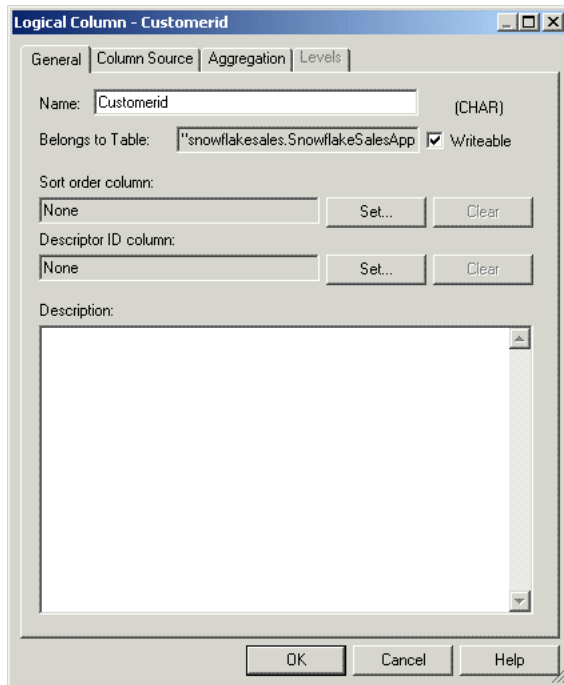 Logical Column - Customerid
General Column Source Aggregation Levels
Name: Customerid (CHAR)
Belongs to Table: "snowflakesales.SnowflakeSalesApp Writeable
Sort order column:
None Set... Clear
Descriptor ID column:
None Set... Clear
Description:
OK Cancel Help